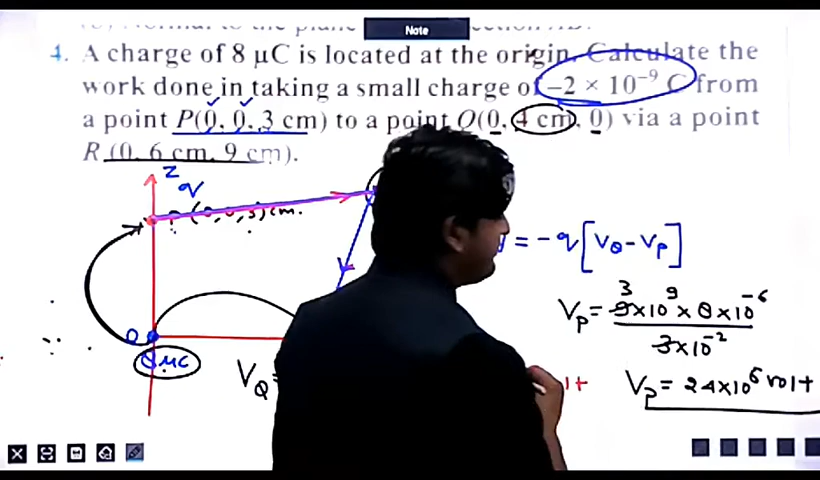 Note
4. A charge of 8 μC is located at the origin. Calculate the
work done in taking a small charge of −2 × 10⁻⁹ C from
a point P(0, 0, 3 cm) to a point Q(0, 4 cm, 0) via a point
R (0, 6 cm, 9 cm).
z
q
P (0,0,3) cm.
= −q [V_Q − V_P]
V_P = 9×10⁹ × 8×10⁻⁶
3
3×10⁻²
O
8μC
V_Q =
V_P = 24×10⁵ volt